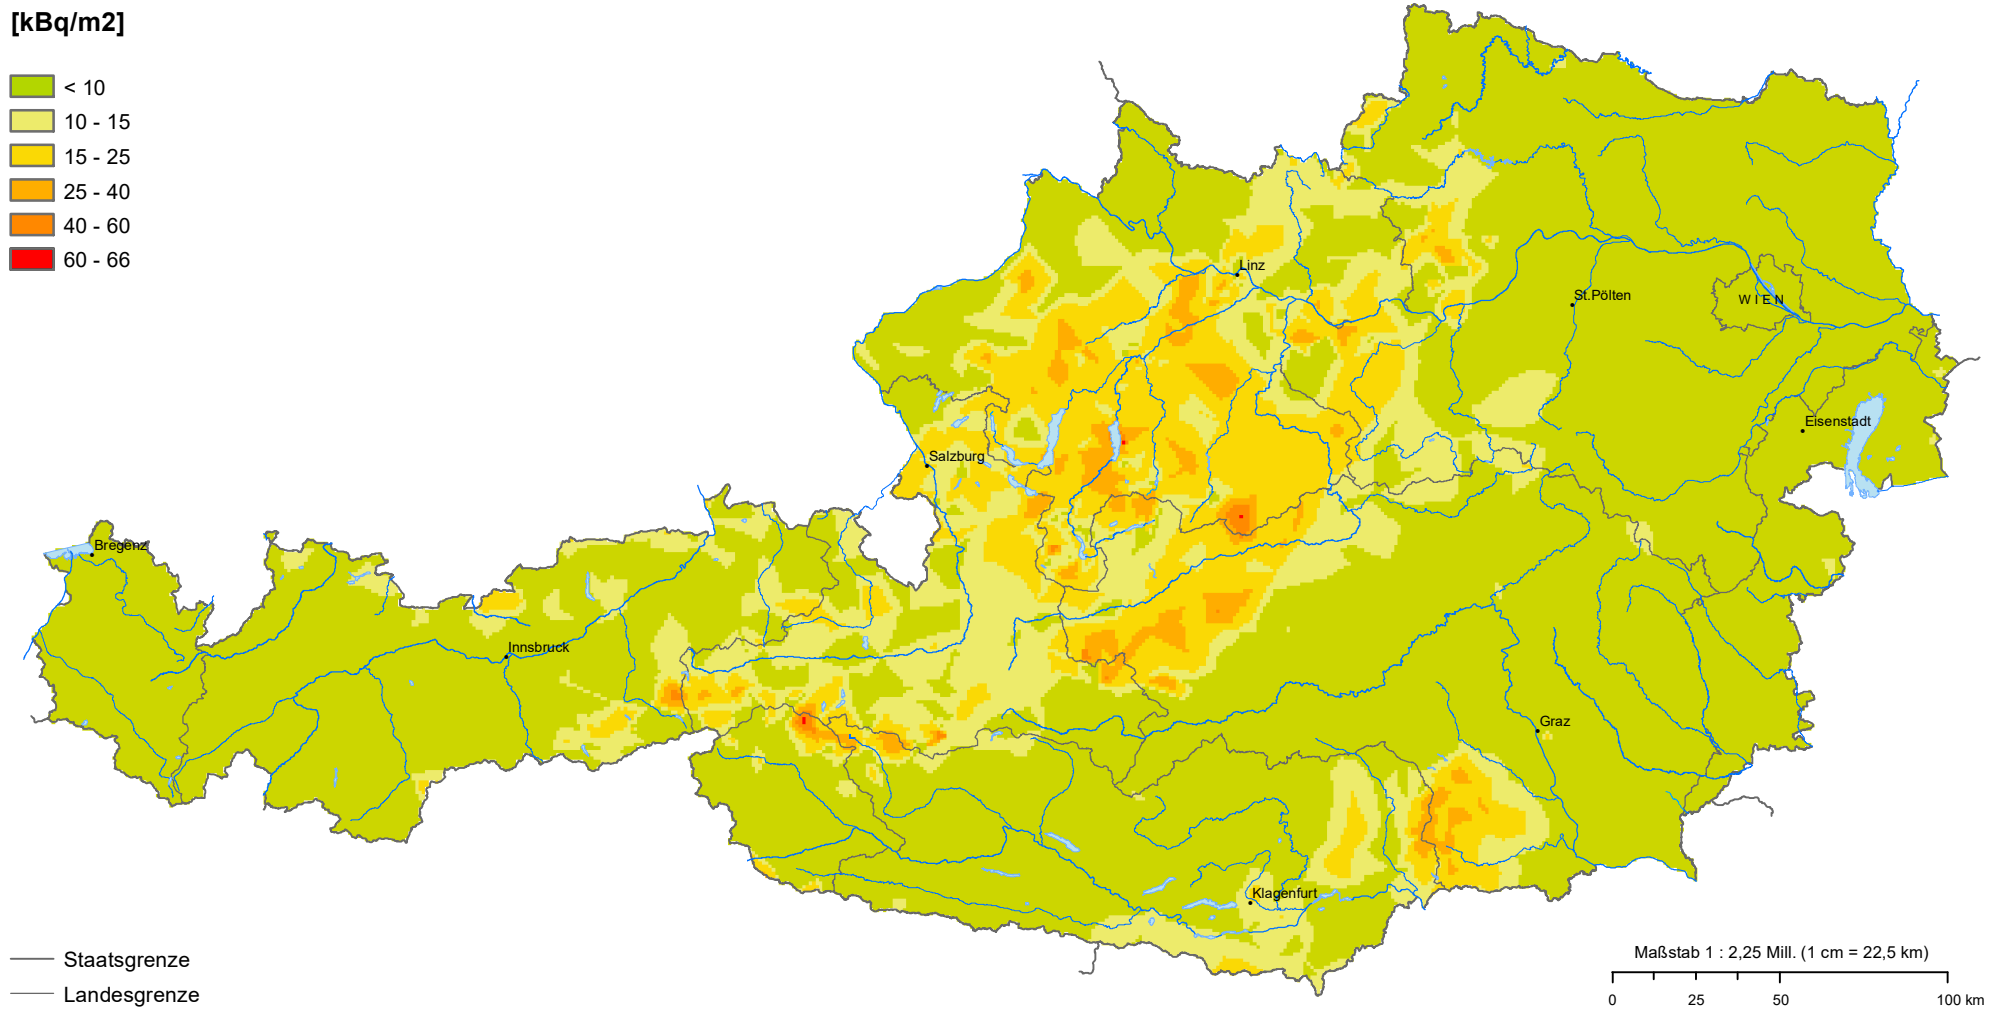 [kBq/m2]
< 10
10 - 15
15 - 25
25 - 40
40 - 60
60 - 66
Linz
St.Pölten
WIEN
Eisenstadt
Salzburg
Bregenz
Innsbruck
Graz
Klagenfurt
Staatsgrenze
Landesgrenze
Maßstab 1 : 2,25 Mill. (1 cm = 22,5 km)
0 25 50 100 km